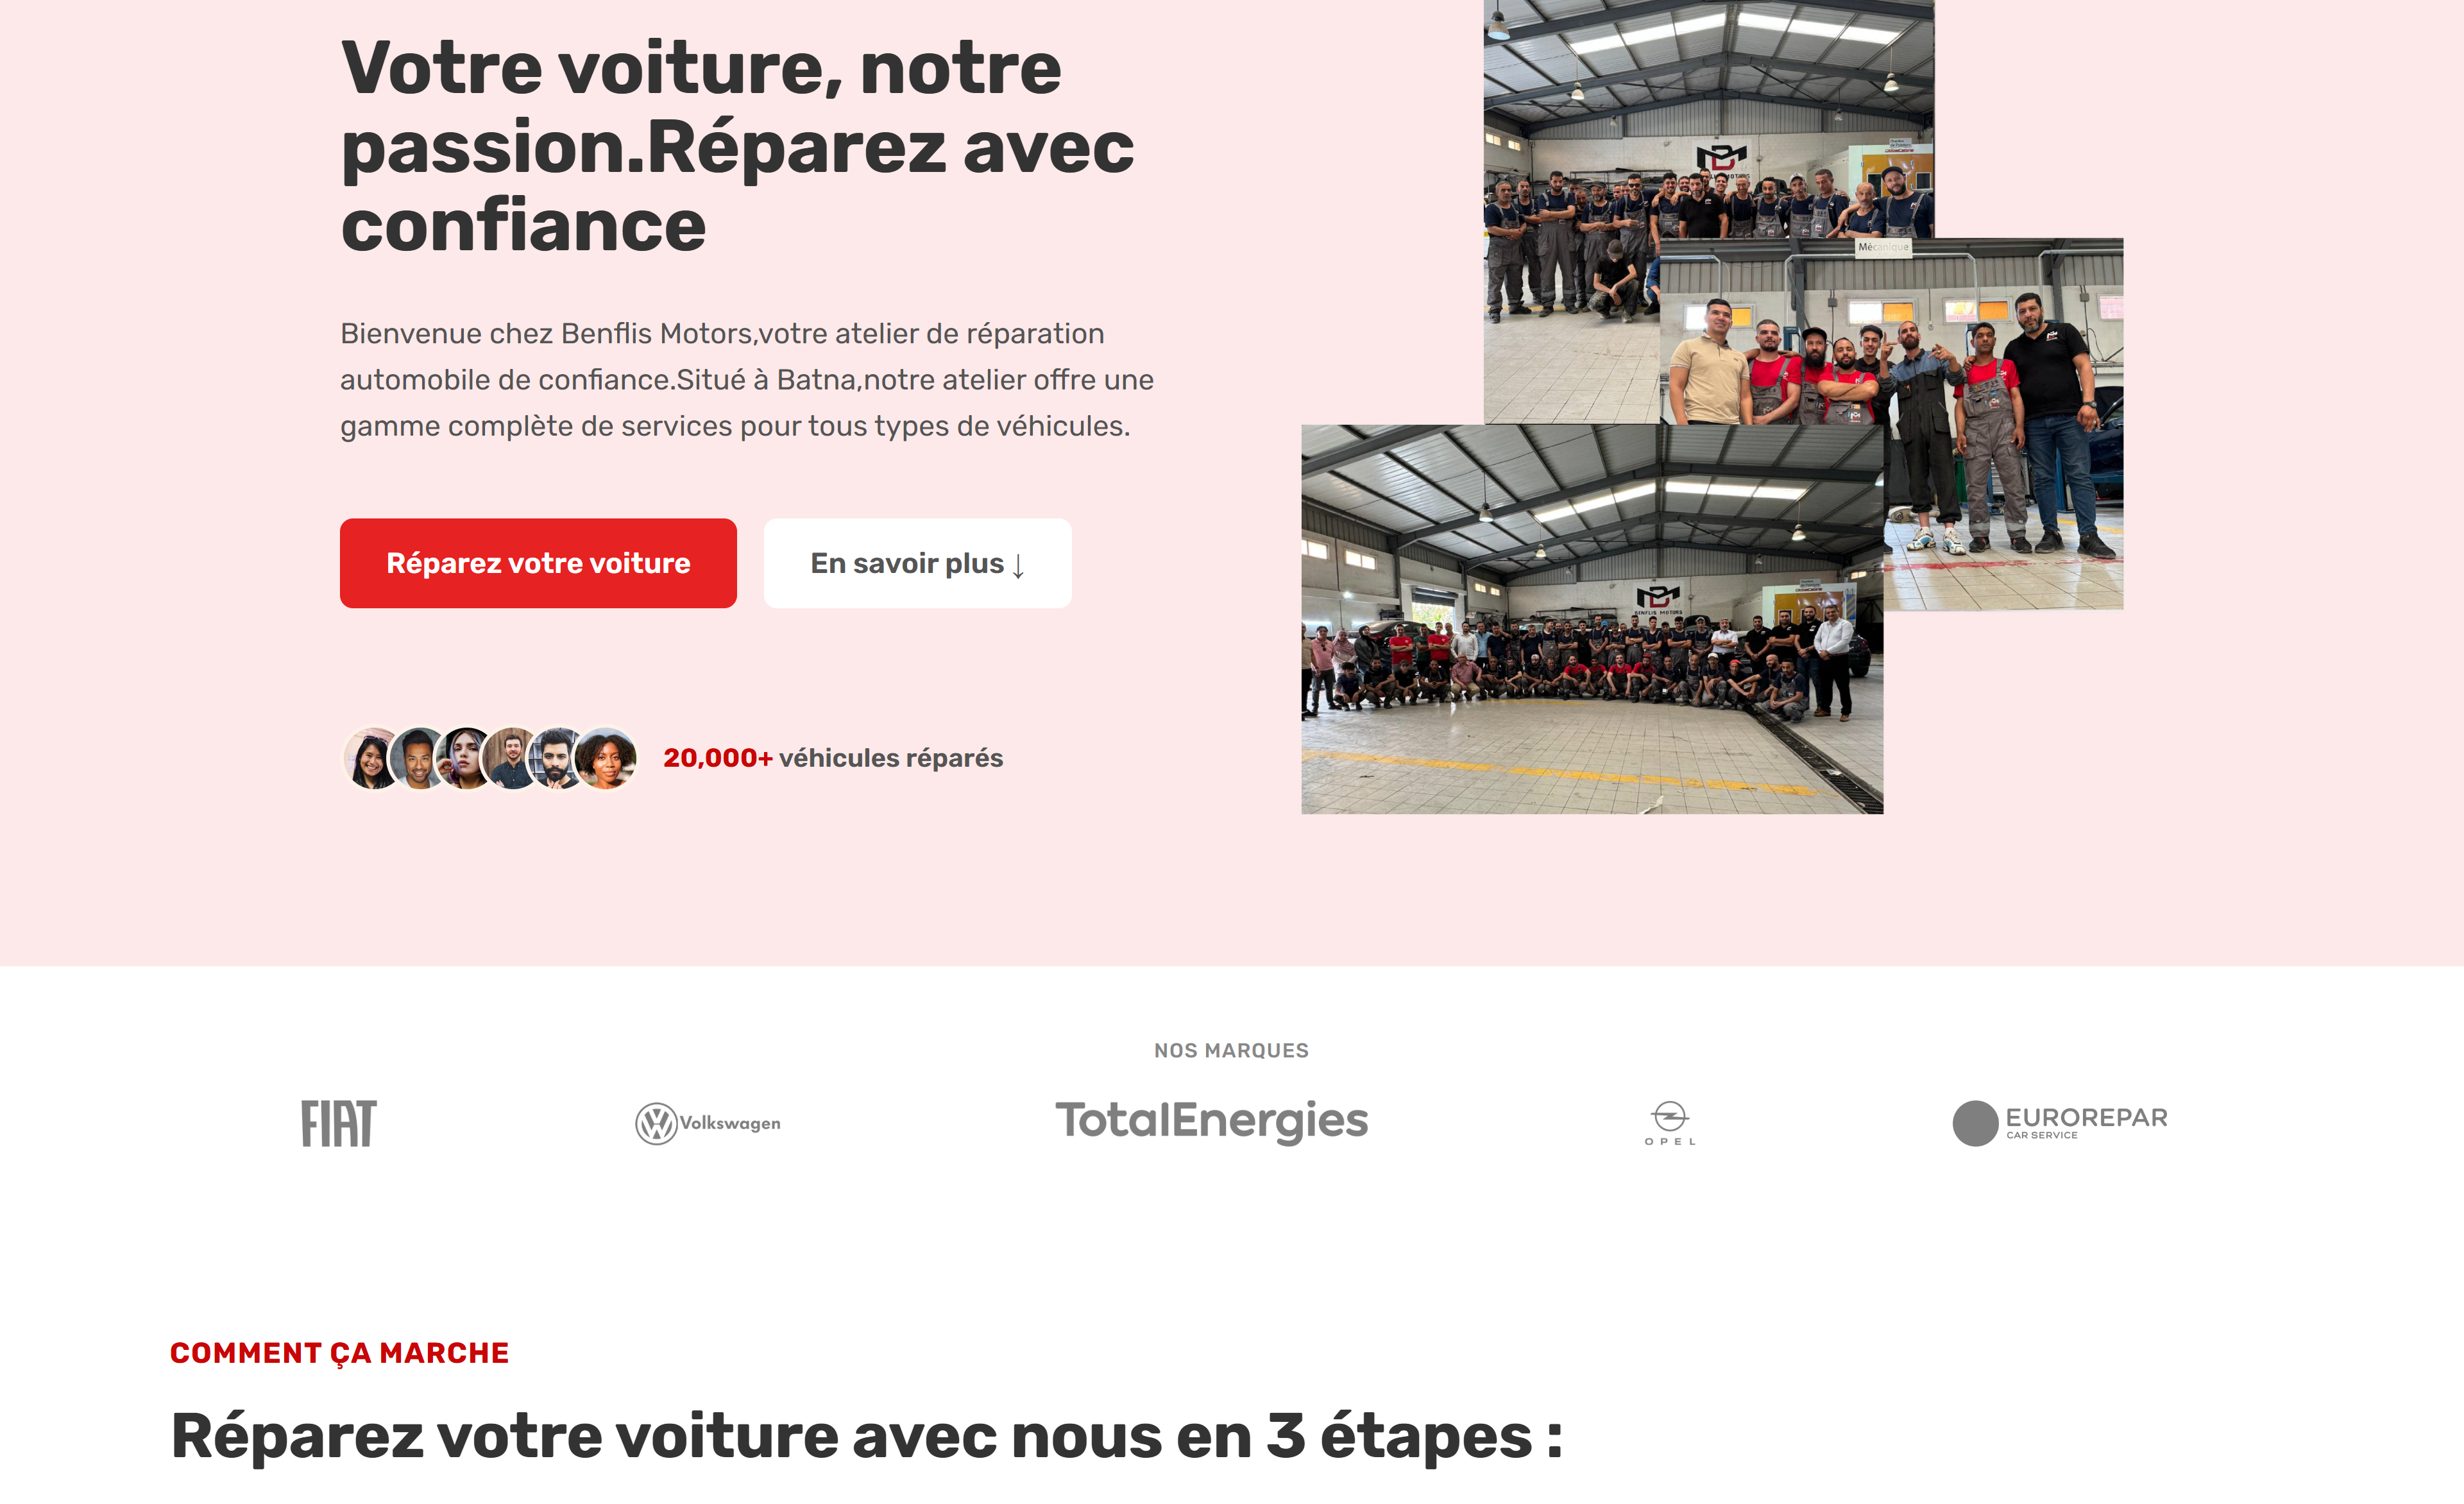 Votre voiture, notre
passion.Réparez avec
confiance
Bienvenue chez Benflis Motors,votre atelier de réparation
automobile de confiance.Situé à Batna,notre atelier offre une
gamme complète de services pour tous types de véhicules.
Réparez votre voiture
En savoir plus ↓
20,000+ véhicules réparés
Mécanique
BENFLIS MOTORS
NOS MARQUES
FIAT
Volkswagen
TotalEnergies
OPEL
EUROREPAR
CAR SERVICE
COMMENT ÇA MARCHE
Réparez votre voiture avec nous en 3 étapes :